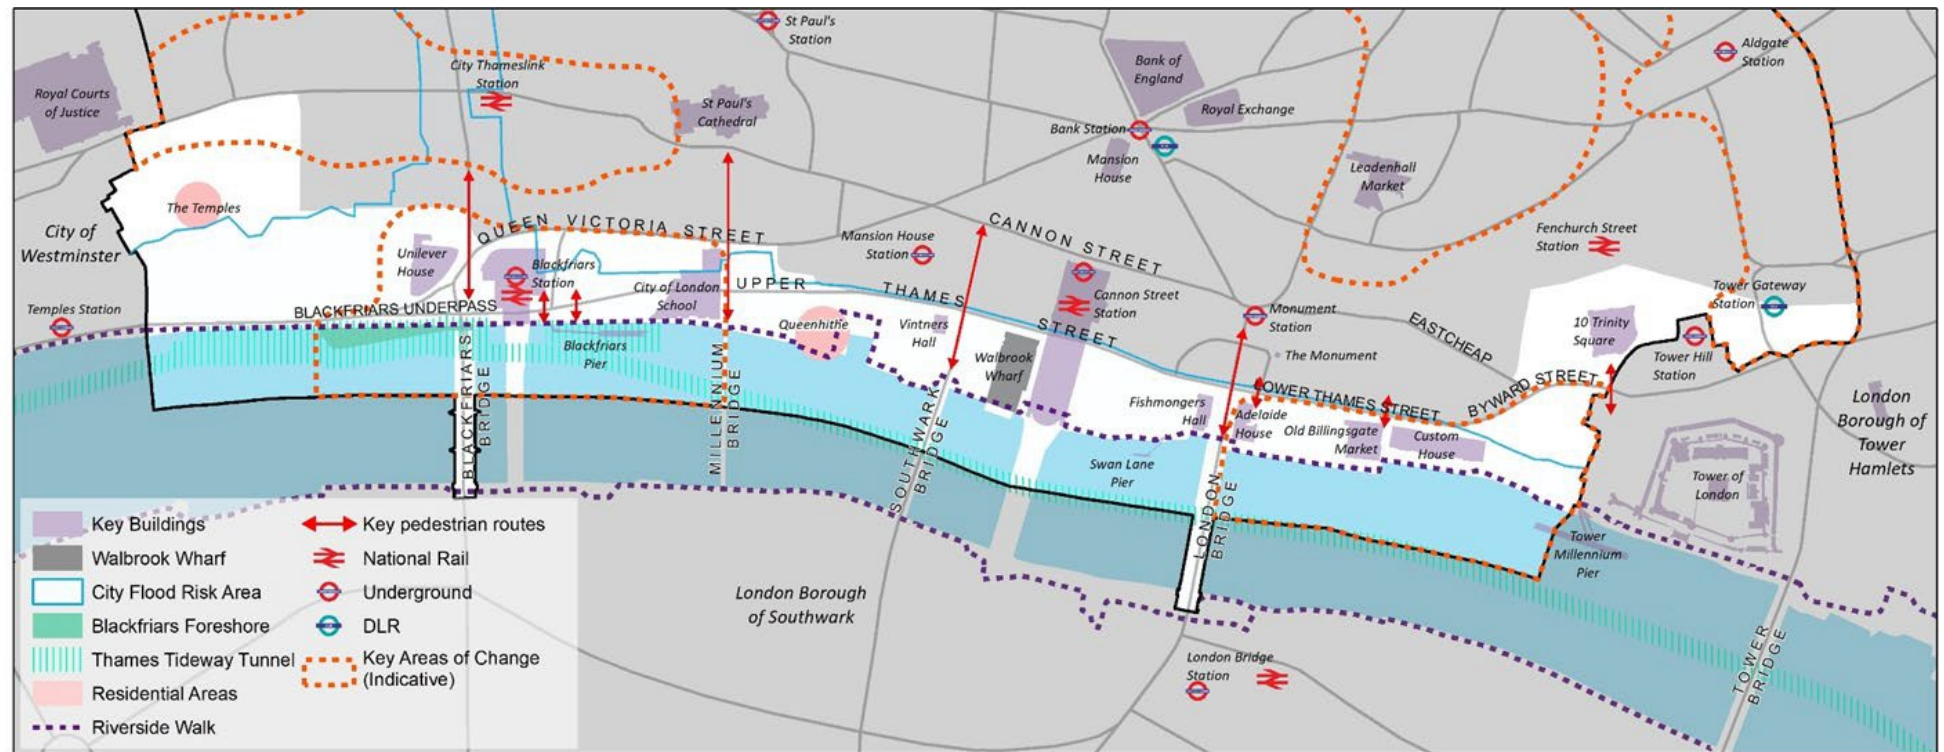 St Paul's
Station
Aldgate
Station
City Thameslink
Station
Bank of
England
Royal Courts
of Justice
St Paul's
Cathedral
Royal Exchange
Bank Station
Mansion
House
Leadenhall
Market
The Temples
City of
Westminster
QUEEN VICTORIA STREET
CANNON STREET
Mansion House
Station
Fenchurch Street
Station
Unilever
House
Blackfriars
Station
City of London
School
UPPER THAMES STREET
Cannon Street
Station
Tower Gateway
Station
Temples Station
BLACKFRIARS UNDERPASS
Queenhithe
Vintners
Hall
Monument
Station
EASTCHEAP
10 Trinity
Square
Tower Hill
Station
Blackfriars
Pier
Walbrook
Wharf
The Monument
BLACKFRIARS
BRIDGE
MILLENNIUM
BRIDGE
SOUTHWARK
BRIDGE
LOWER THAMES STREET
BYWARD STREET
Fishmongers
Hall
Adelaide
House
Old Billingsgate
Market
Custom
House
London
Borough of
Tower
Hamlets
Swan Lane
Pier
LONDON
BRIDGE
Tower of
London
Tower
Millennium
Pier
London Borough
of Southwark
London Bridge
Station
TOWER
BRIDGE
Key Buildings
Walbrook Wharf
City Flood Risk Area
Blackfriars Foreshore
Thames Tideway Tunnel
Residential Areas
Riverside Walk
Key pedestrian routes
National Rail
Underground
DLR
Key Areas of Change
(Indicative)